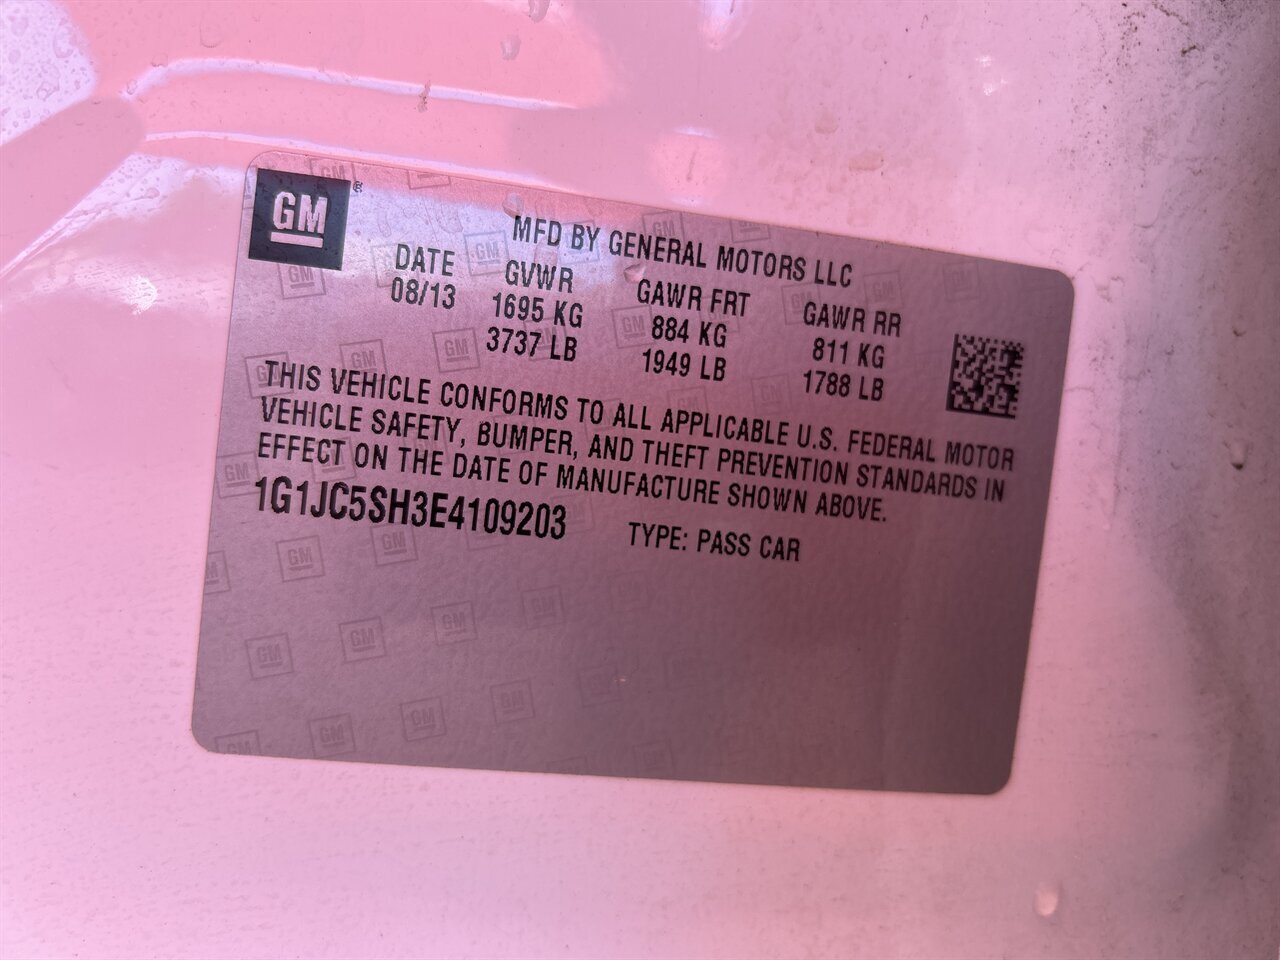 GM®
MFD BY GENERAL MOTORS LLC
DATE GVWR GAWR FRT GAWR RR
08/13 1695 KG 884 KG 811 KG
3737 LB 1949 LB 1788 LB
THIS VEHICLE CONFORMS TO ALL APPLICABLE U.S. FEDERAL MOTOR
VEHICLE SAFETY, BUMPER, AND THEFT PREVENTION STANDARDS IN
EFFECT ON THE DATE OF MANUFACTURE SHOWN ABOVE.
1G1JC5SH3E4109203 TYPE: PASS CAR